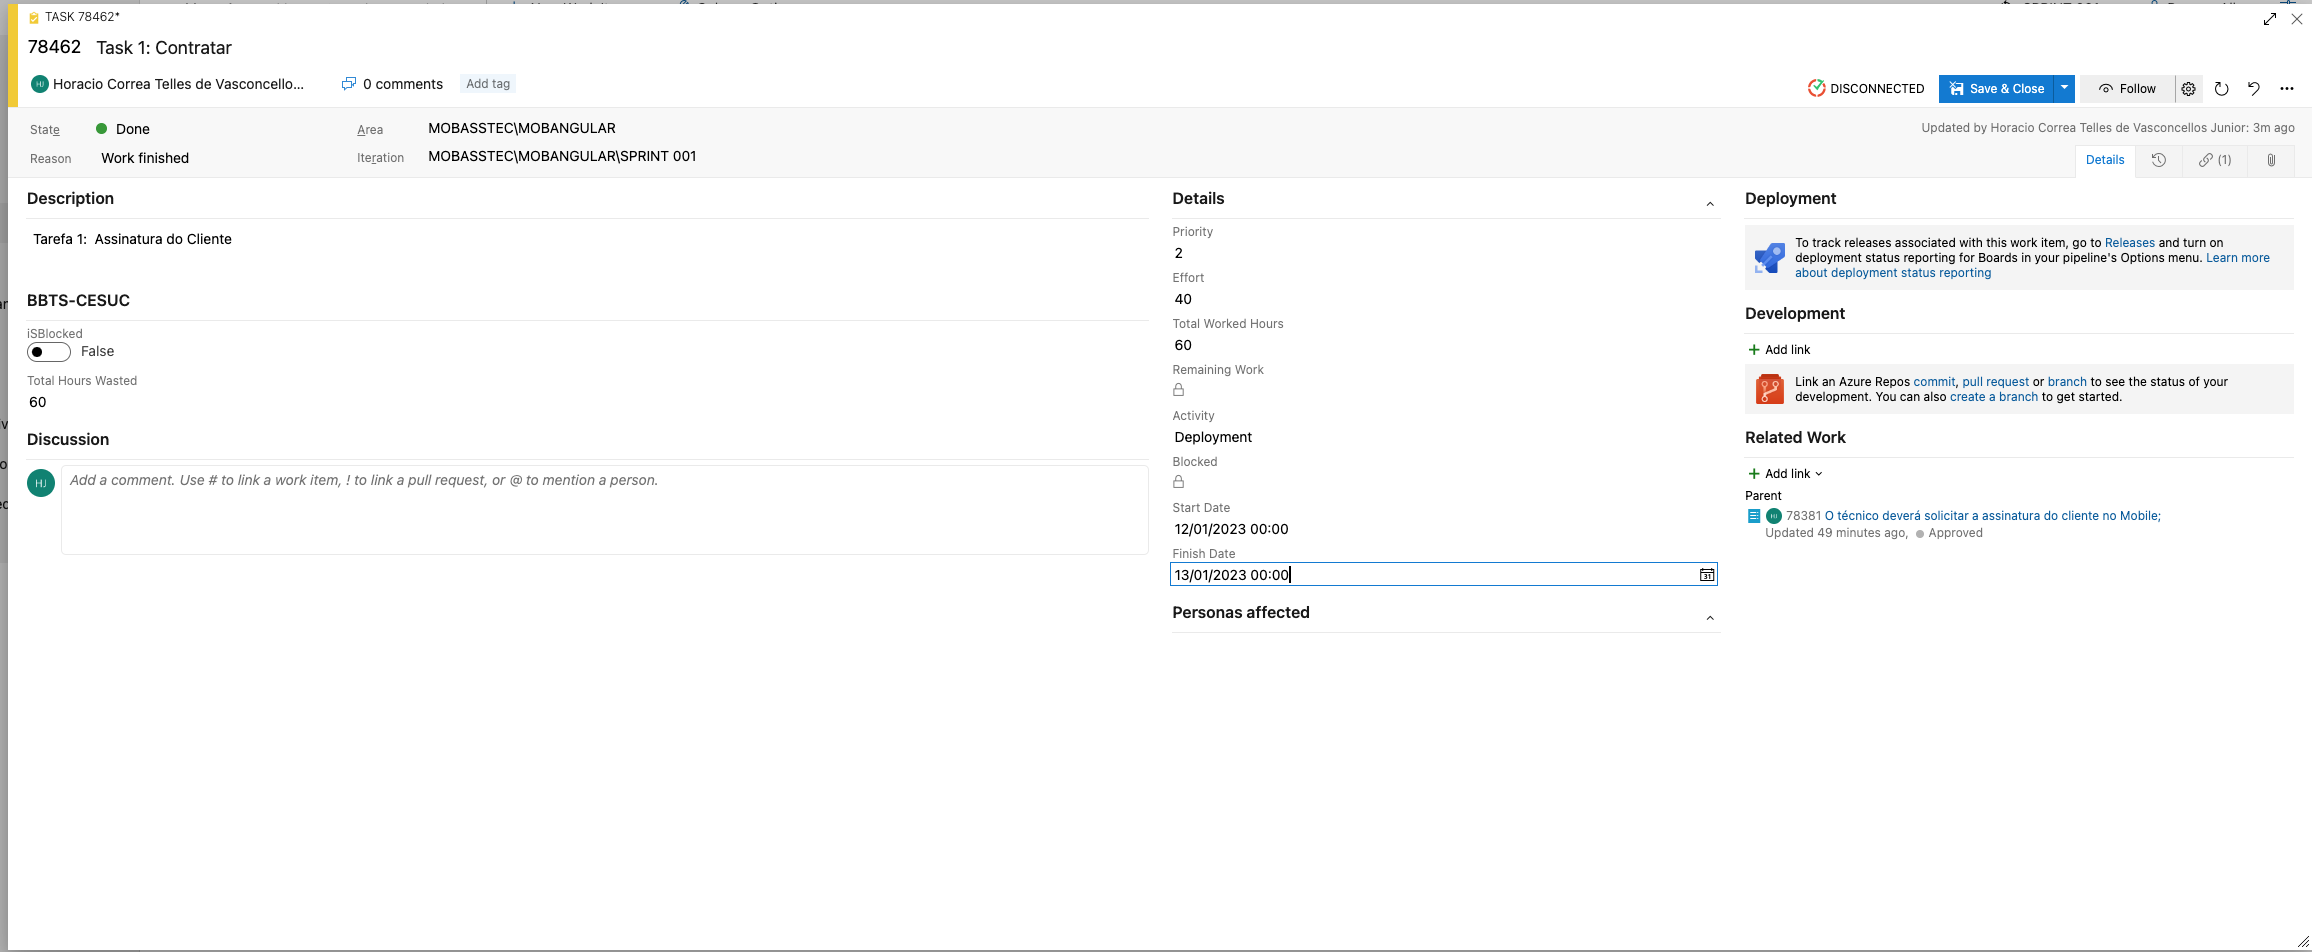 TASK 78462*
78462 Task 1: Contratar
HJ Horacio Correa Telles de Vasconcello... 0 comments Add tag
DISCONNECTED Save & Close Follow
State Done Area MOBASSTEC\MOBANGULAR
Updated by Horacio Correa Telles de Vasconcellos Junior: 3m ago
Reason Work finished Iteration MOBASSTEC\MOBANGULAR\SPRINT 001
Details (1)
Description
Tarefa 1: Assinatura do Cliente
BBTS-CESUC
iSBlocked
False
Total Hours Wasted
60
Discussion
HJ Add a comment. Use # to link a work item, ! to link a pull request, or @ to mention a person.
Details
Priority
2
Effort
40
Total Worked Hours
60
Remaining Work
Activity
Deployment
Blocked
Start Date
12/01/2023 00:00
Finish Date
13/01/2023 00:00
31
Personas affected
Deployment
To track releases associated with this work item, go to Releases and turn on
deployment status reporting for Boards in your pipeline's Options menu. Learn more
about deployment status reporting
Development
Add link
Link an Azure Repos commit, pull request or branch to see the status of your
development. You can also create a branch to get started.
Related Work
Add link
Parent
HJ 78381 O técnico deverá solicitar a assinatura do cliente no Mobile;
Updated 49 minutes ago, Approved